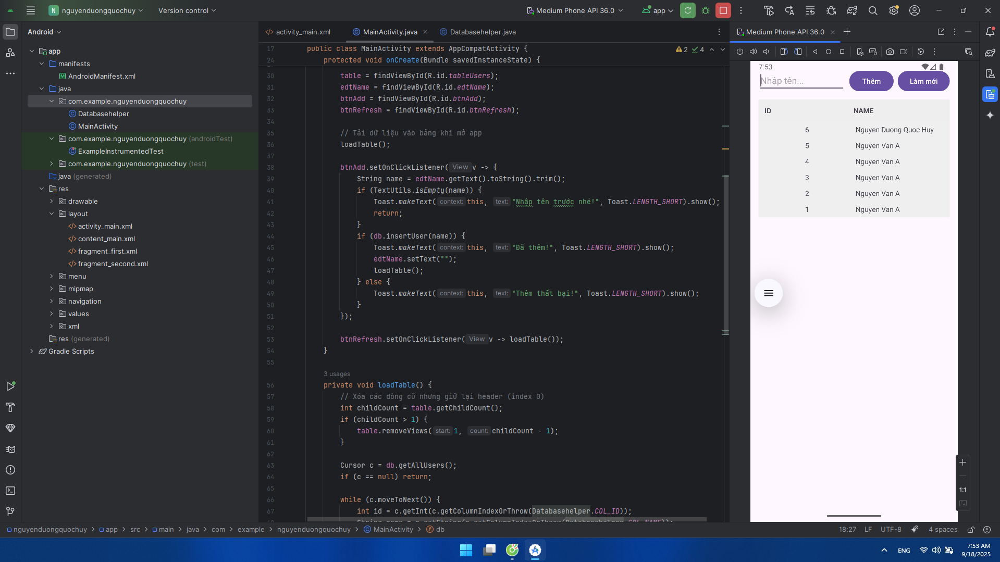 N nguyenduongquochuy
Version control
Medium Phone API 36.0
app
Android
app
manifests
AndroidManifest.xml
java
com.example.nguyenduongquochuy
Databasehelper
MainActivity
com.example.nguyenduongquochuy (androidTest)
ExampleInstrumentedTest
com.example.nguyenduongquochuy (test)
java (generated)
res
drawable
layout
activity_main.xml
content_main.xml
fragment_first.xml
fragment_second.xml
menu
mipmap
navigation
values
xml
res (generated)
Gradle Scripts
activity_main.xml
MainActivity.java
Databasehelper.java
2 4
17 public class MainActivity extends AppCompatActivity {
24 protected void onCreate(Bundle savedInstanceState) {
30 table = findViewById(R.id.tableUsers);
31 edtName = findViewById(R.id.edtName);
32 btnAdd = findViewById(R.id.btnAdd);
33 btnRefresh = findViewById(R.id.btnRefresh);
34
35 // Tải dữ liệu vào bảng khi mở app
36 loadTable();
37
38 btnAdd.setOnClickListener( View v -> {
39 String name = edtName.getText().toString().trim();
40 if (TextUtils.isEmpty(name)) {
41 Toast.makeText( context: this, text: "Nhập tên trước nhé!", Toast.LENGTH_SHORT).show();
42 return;
43 }
44 if (db.insertUser(name)) {
45 Toast.makeText( context: this, text: "Đã thêm!", Toast.LENGTH_SHORT).show();
46 edtName.setText("");
47 loadTable();
48 } else {
49 Toast.makeText( context: this, text: "Thêm thất bại!", Toast.LENGTH_SHORT).show();
50 }
51 });
52
53 btnRefresh.setOnClickListener( View v -> loadTable());
54 }
55
3 usages
56 private void loadTable() {
57 // Xóa các dòng cũ nhưng giữ lại header (index 0)
58 int childCount = table.getChildCount();
59 if (childCount > 1) {
60 table.removeViews( start: 1, count: childCount - 1);
61 }
62
63 Cursor c = db.getAllUsers();
64 if (c == null) return;
65
66 while (c.moveToNext()) {
67 int id = c.getInt(c.getColumnIndexOrThrow(Databasehelper.COL_ID));
68 String name = c.getString(c.getColumnIndexOrThrow(Databasehelper.COL_NAME));
Medium Phone API 36.0
7:53
Nhập tên...
Thêm
Làm mới
ID NAME
6 Nguyen Duong Quoc Huy
5 Nguyen Van A
4 Nguyen Van A
3 Nguyen Van A
2 Nguyen Van A
1 Nguyen Van A
1:1
nguyenduongquochuy > app > src > main > java > com > example > nguyenduongquochuy > MainActivity > db
18:27 LF UTF-8 4 spaces
ENG
7:53 AM
9/18/2025